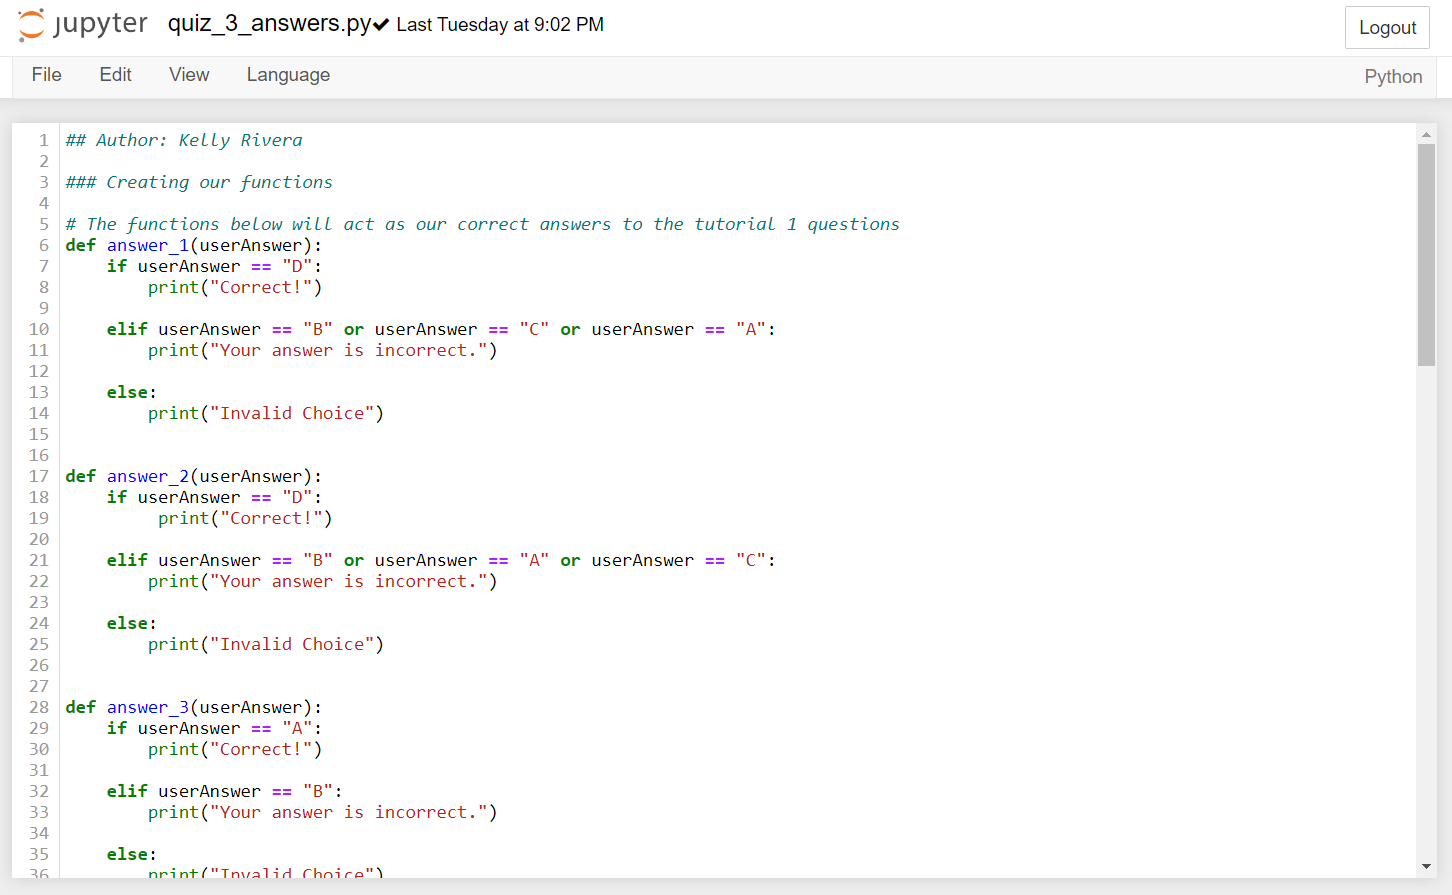 jupyter quiz_3_answers.py Last Tuesday at 9:02 PM Logout
File Edit View Language Python
1 ## Author: Kelly Rivera
2
3 ### Creating our functions
4
5 # The functions below will act as our correct answers to the tutorial 1 questions
6 def answer_1(userAnswer):
7     if userAnswer == "D":
8         print("Correct!")
9
10     elif userAnswer == "B" or userAnswer == "C" or userAnswer == "A":
11         print("Your answer is incorrect.")
12
13     else:
14         print("Invalid Choice")
15
16
17 def answer_2(userAnswer):
18     if userAnswer == "D":
19          print("Correct!")
20
21     elif userAnswer == "B" or userAnswer == "A" or userAnswer == "C":
22         print("Your answer is incorrect.")
23
24     else:
25         print("Invalid Choice")
26
27
28 def answer_3(userAnswer):
29     if userAnswer == "A":
30         print("Correct!")
31
32     elif userAnswer == "B":
33         print("Your answer is incorrect.")
34
35     else:
36         print("Invalid Choice")